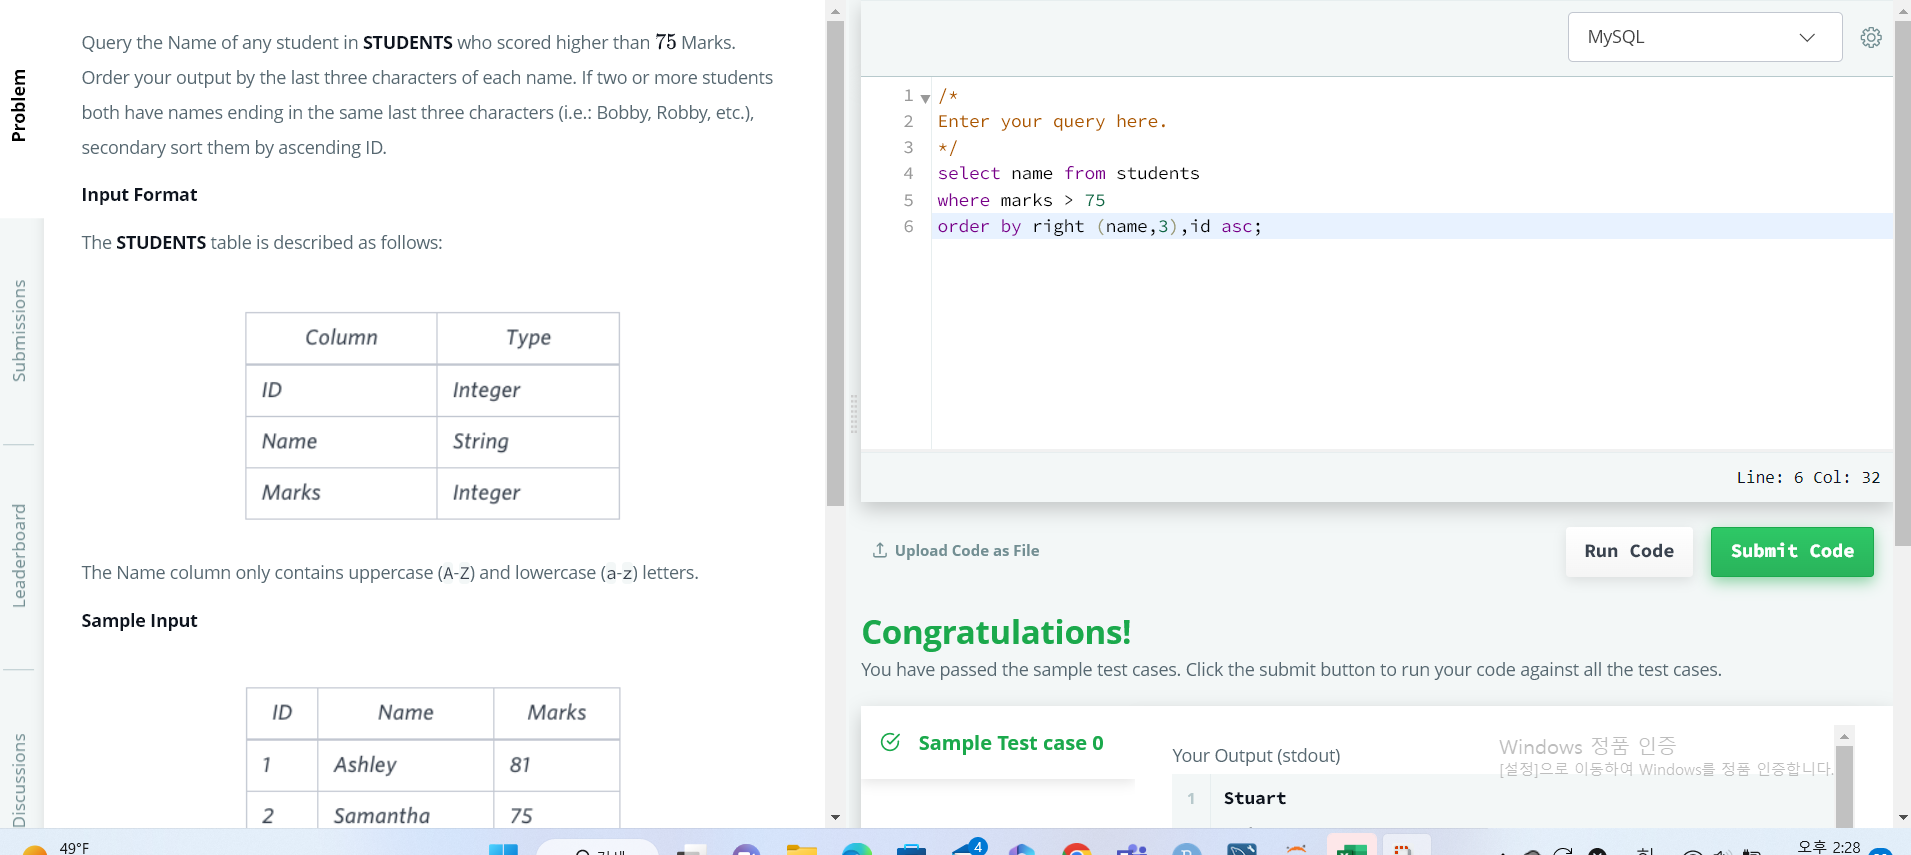 Problem
Submissions
Leaderboard
Discussions
Query the Name of any student in STUDENTS who scored higher than 75 Marks.
Order your output by the last three characters of each name. If two or more students
both have names ending in the same last three characters (i.e.: Bobby, Robby, etc.),
secondary sort them by ascending ID.
Input Format
The STUDENTS table is described as follows:
Column Type
ID Integer
Name String
Marks Integer
The Name column only contains uppercase (A-Z) and lowercase (a-z) letters.
Sample Input
ID Name Marks
1 Ashley 81
2 Samantha 75
MySQL
1 /*
2 Enter your query here.
3 */
4 select name from students
5 where marks > 75
6 order by right (name,3),id asc;
Line: 6 Col: 32
Upload Code as File
Run Code
Submit Code
Congratulations!
You have passed the sample test cases. Click the submit button to run your code against all the test cases.
Sample Test case 0
Your Output (stdout)
1 Stuart
Windows 정품 인증
[설정]으로 이동하여 Windows를 정품 인증합니다.
49°F
4
오후 2:28